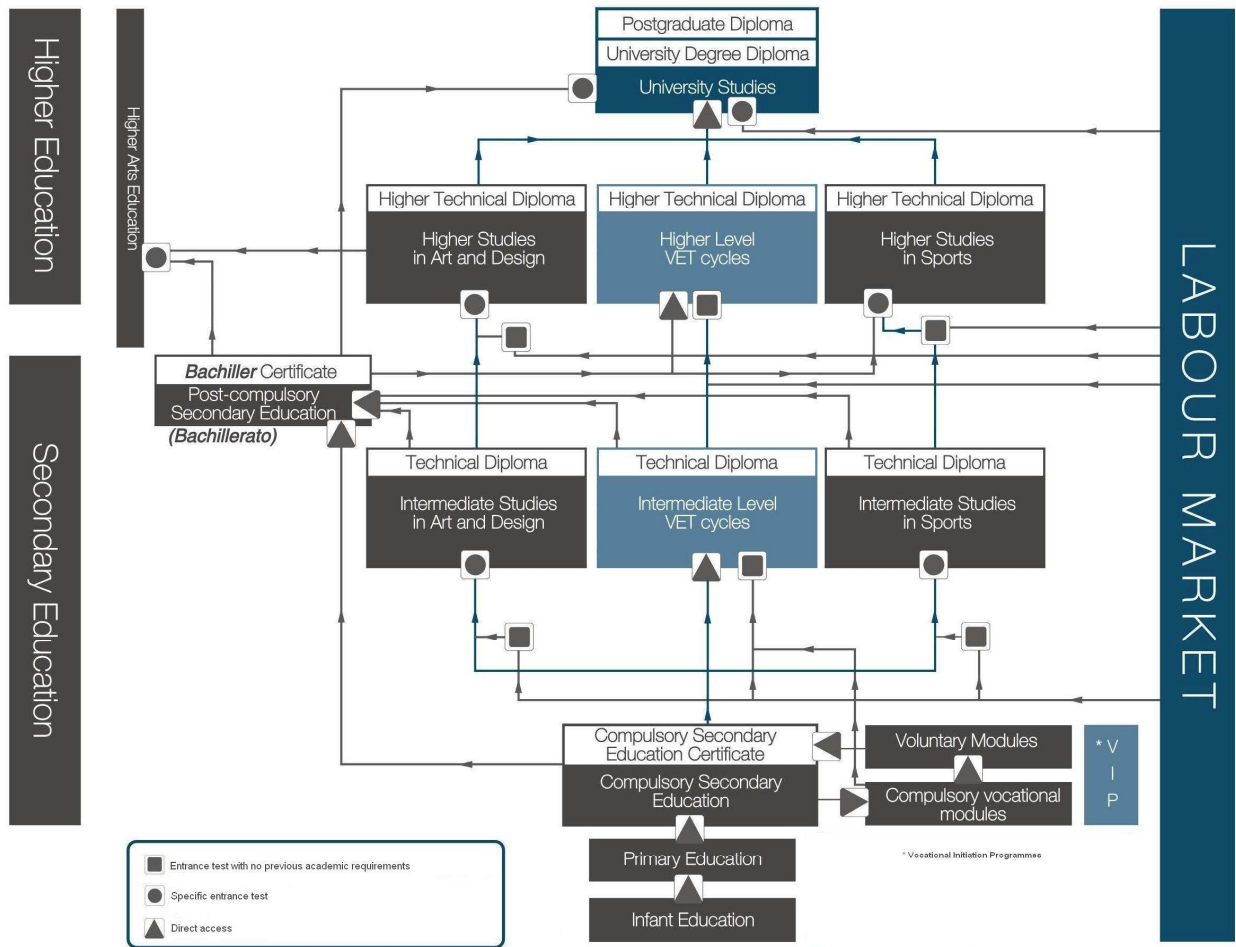 Higher Education
Higher Arts Education
Postgraduate Diploma
University Degree Diploma
University Studies
Higher Technical Diploma
Higher Studies
in Art and Design
Higher Technical Diploma
Higher Level
VET cycles
Higher Technical Diploma
Higher Studies
in Sports
LABOUR MARKET
Secondary Education
Bachiller Certificate
Post-compulsory
Secondary Education
(Bachillerato)
Technical Diploma
Intermediate Studies
in Art and Design
Technical Diploma
Intermediate Level
VET cycles
Technical Diploma
Intermediate Studies
in Sports
Compulsory Secondary
Education Certificate
Compulsory Secondary
Education
Voluntary Modules
Compulsory vocational
modules
* V
I
P
Primary Education
Infant Education
* Vocational Initiation Programmes
Entrance test with no previous academic requirements
Specific entrance test
Direct access